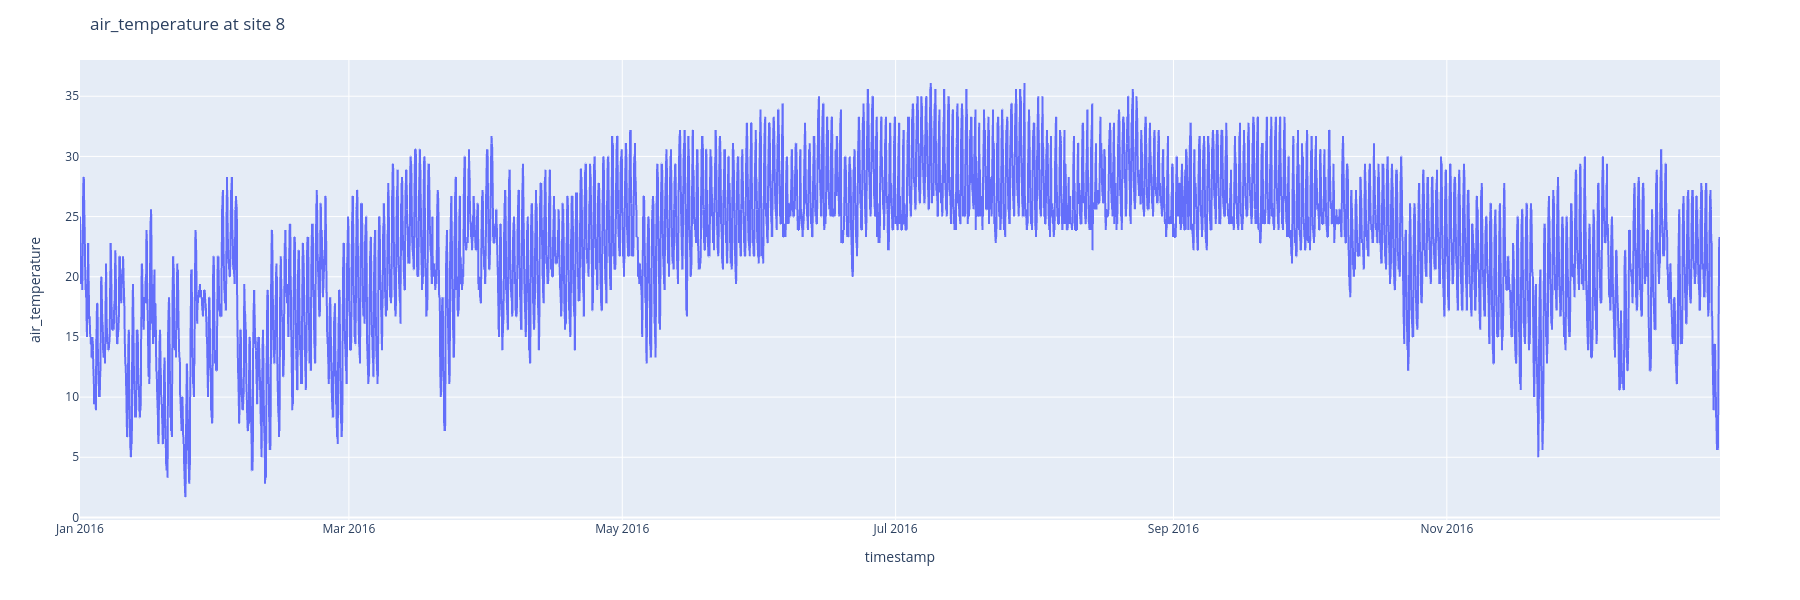 air_temperature at site 8
air_temperature
35
30
25
20
15
10
5
0
Jan 2016 Mar 2016 May 2016 Jul 2016 Sep 2016 Nov 2016
timestamp